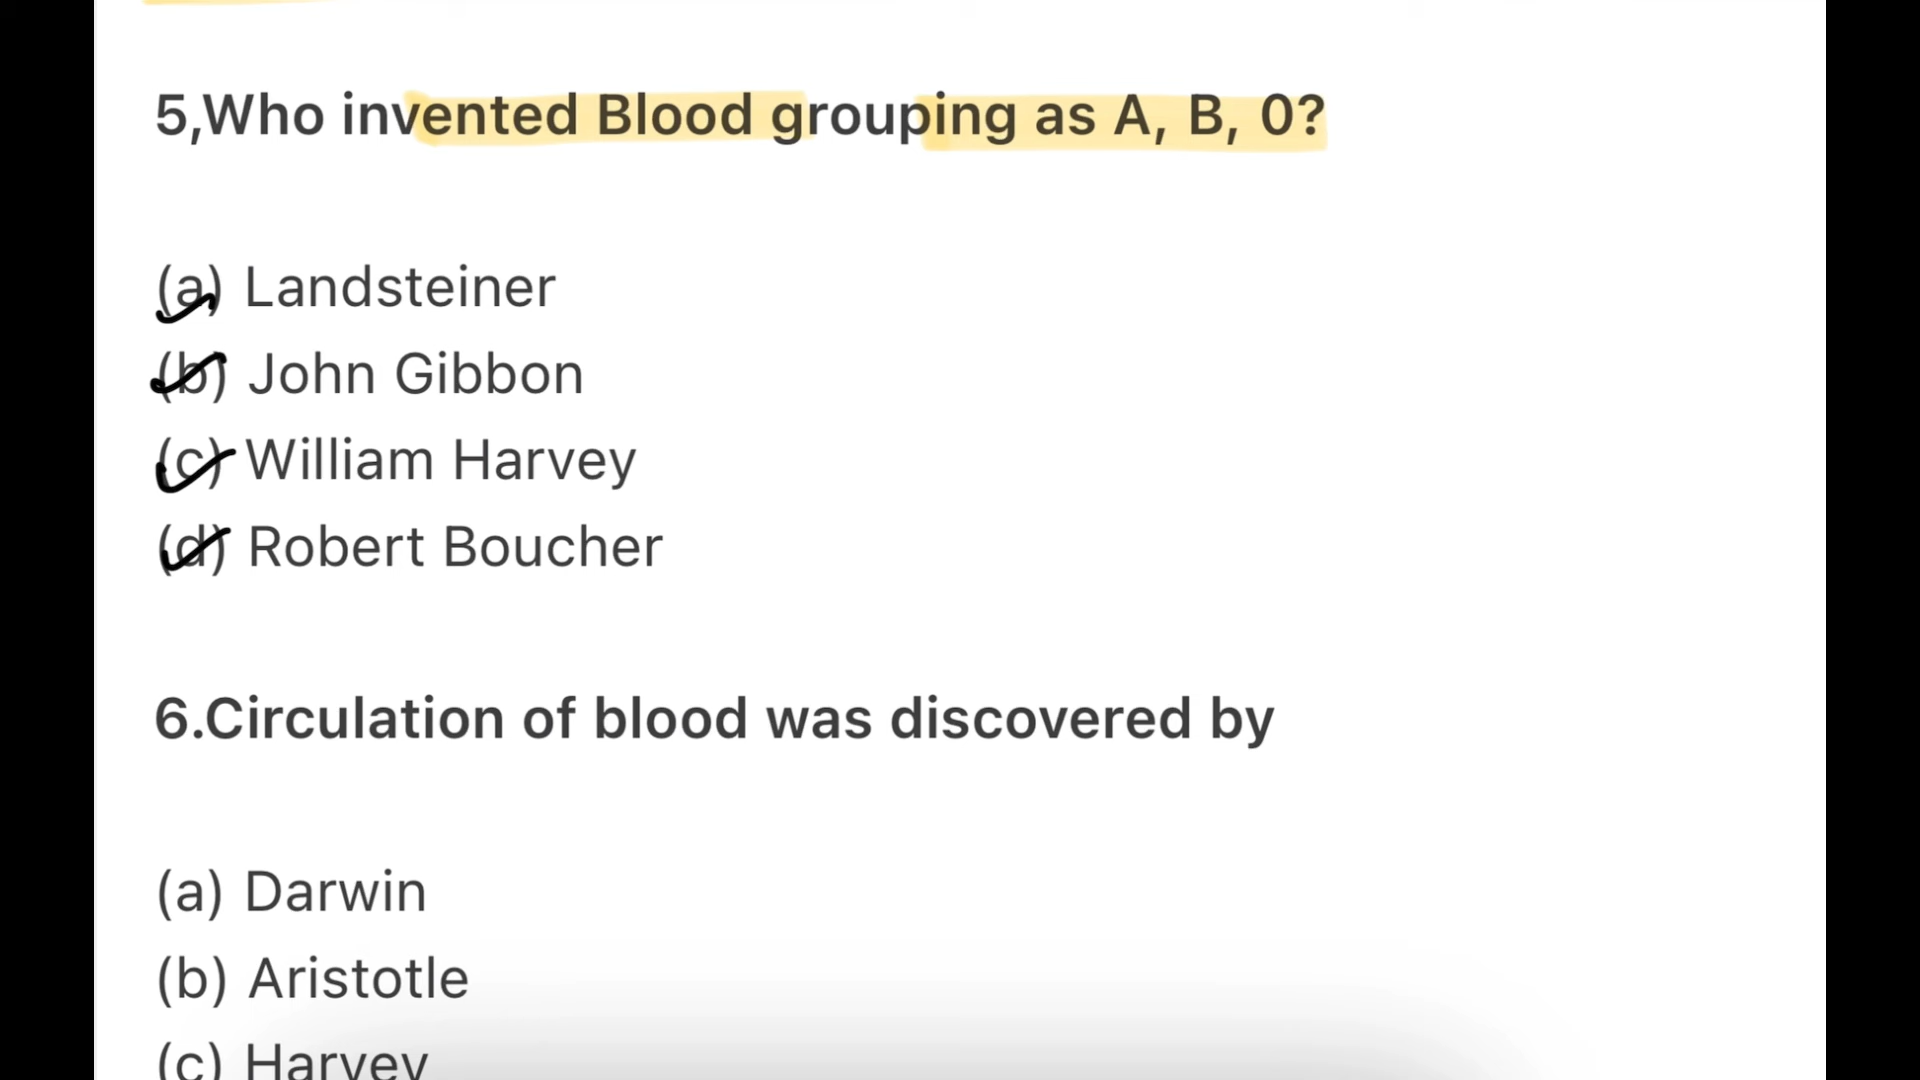 5,Who invented Blood grouping as A, B, 0?
(a) Landsteiner
(b) John Gibbon
(c) William Harvey
(d) Robert Boucher
6.Circulation of blood was discovered by
(a) Darwin
(b) Aristotle
(c) Harvey